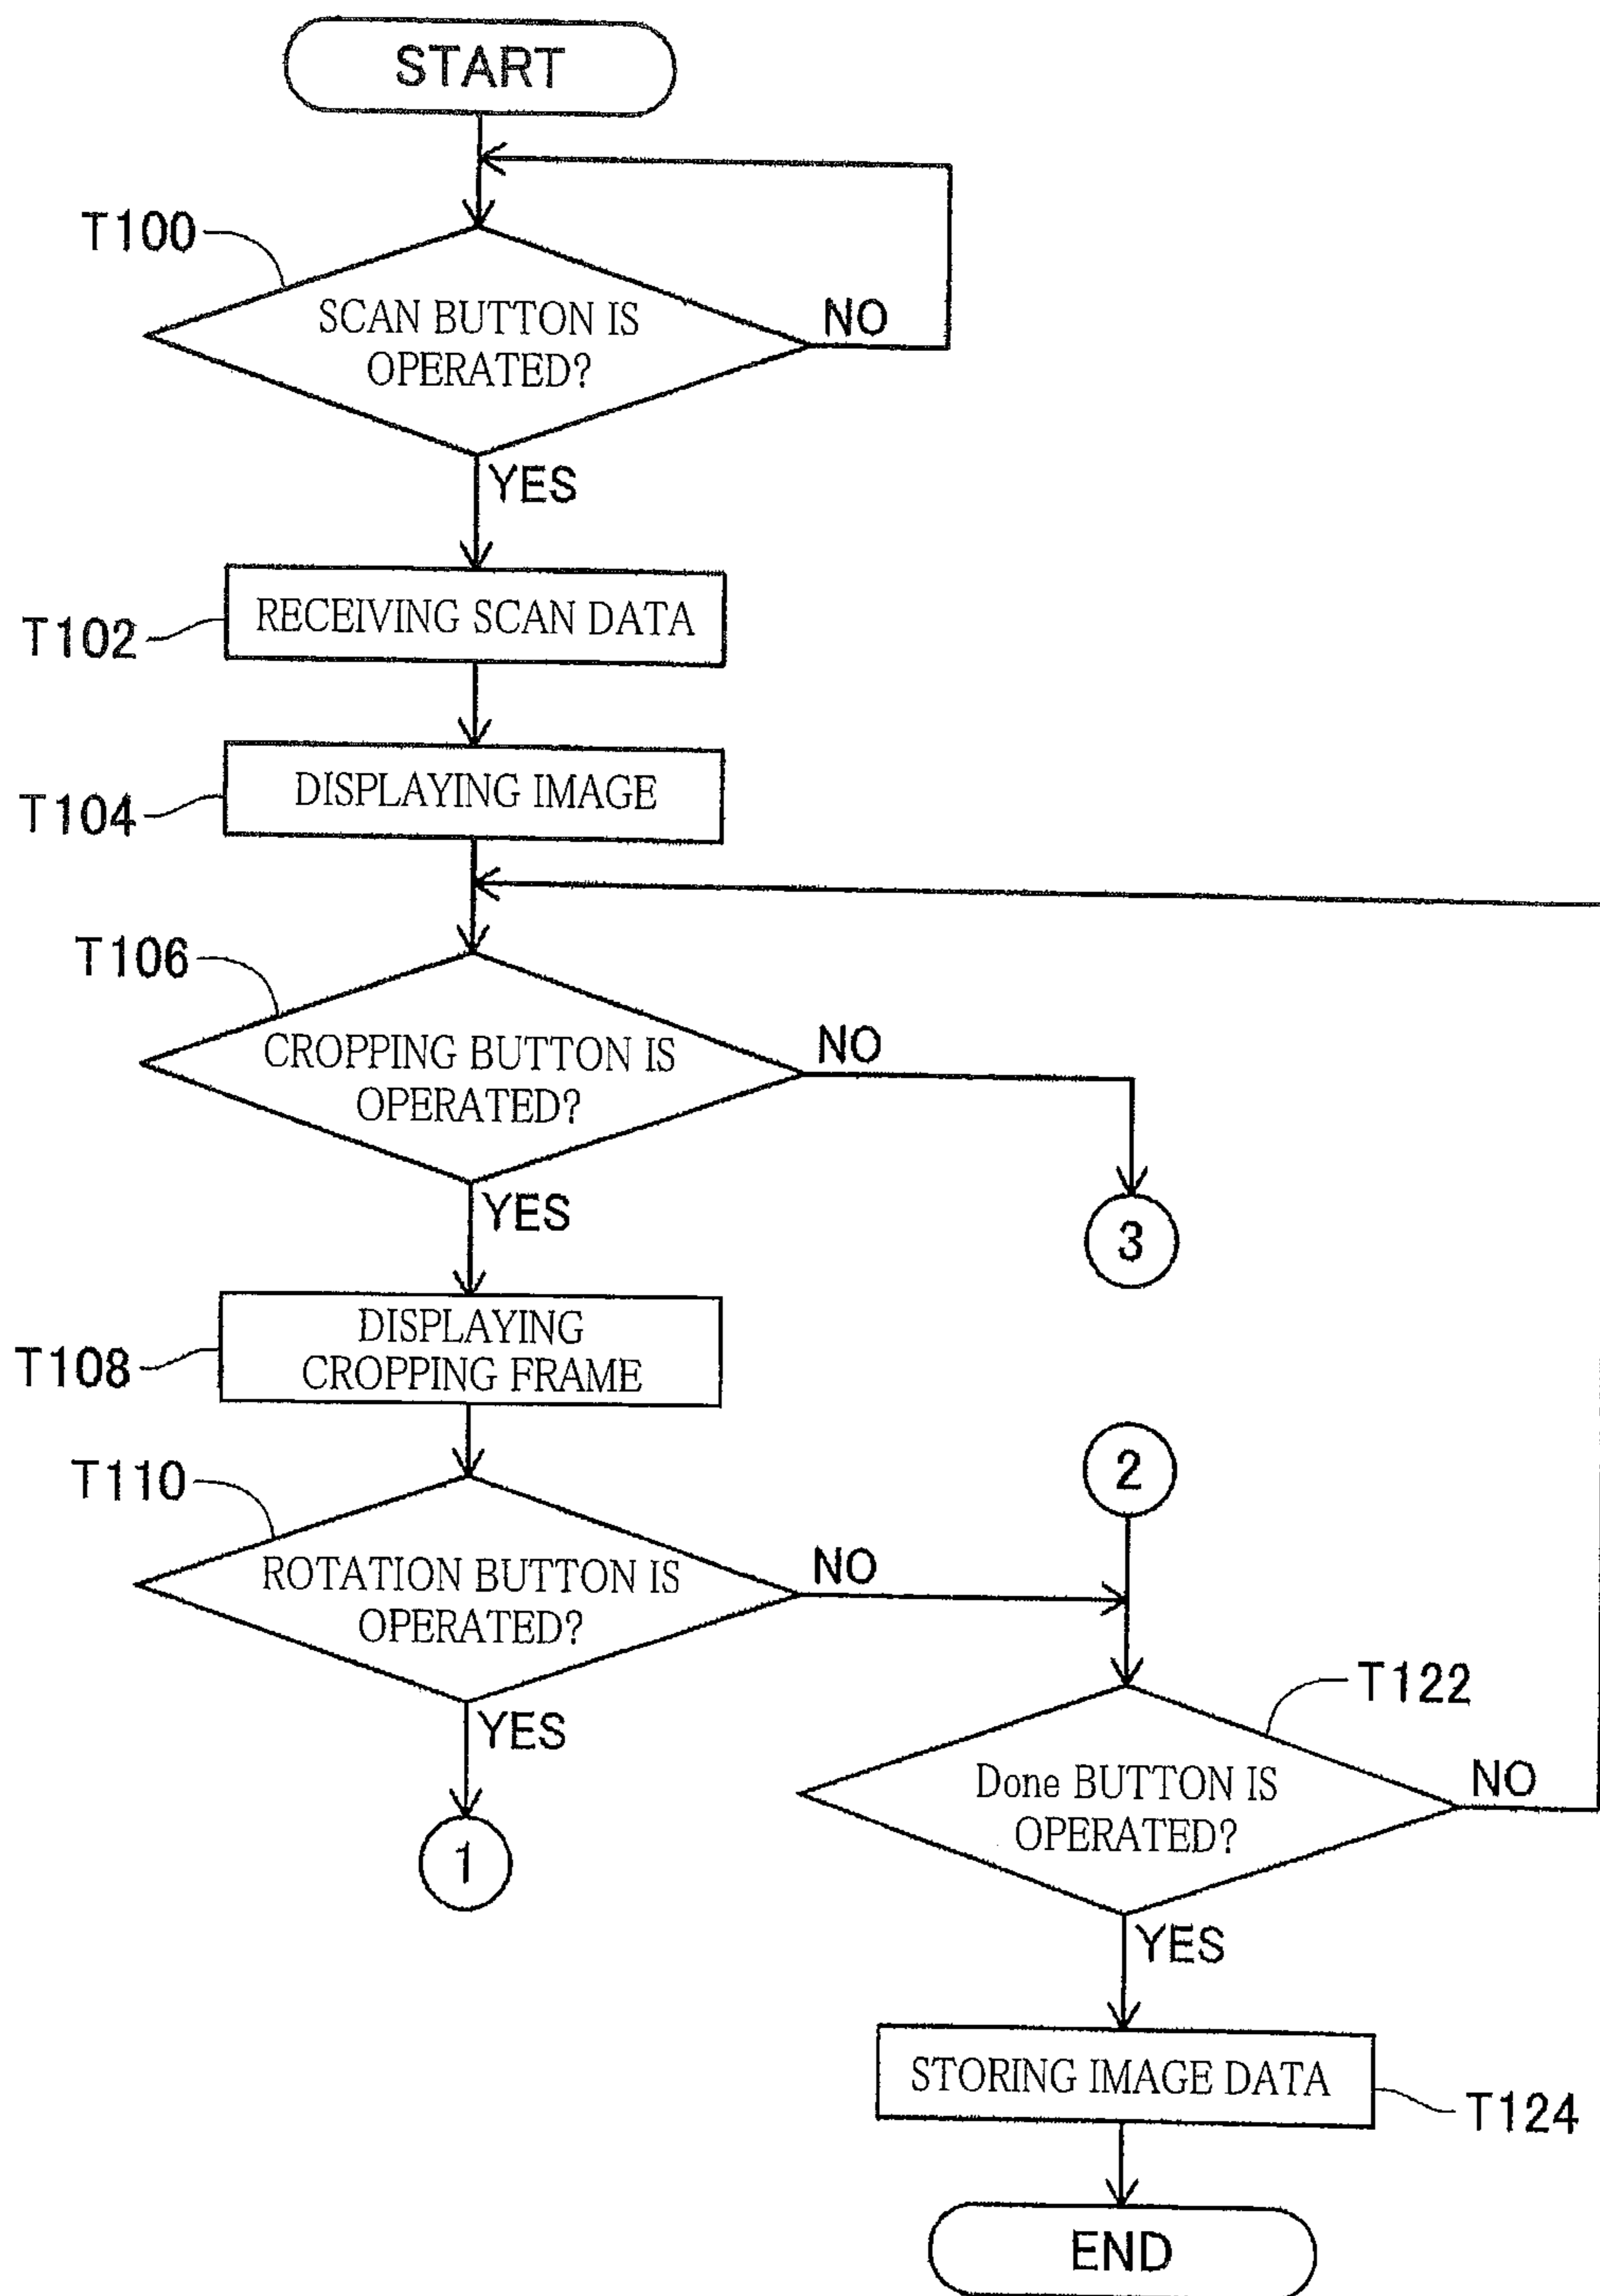 START
T100
SCAN BUTTON IS
OPERATED?
NO
YES
T102
RECEIVING SCAN DATA
T104
DISPLAYING IMAGE
T106
CROPPING BUTTON IS
OPERATED?
NO
YES
3
T108
DISPLAYING
CROPPING FRAME
T110
ROTATION BUTTON IS
OPERATED?
NO
YES
1
2
T122
Done BUTTON IS
OPERATED?
NO
YES
STORING IMAGE DATA
T124
END